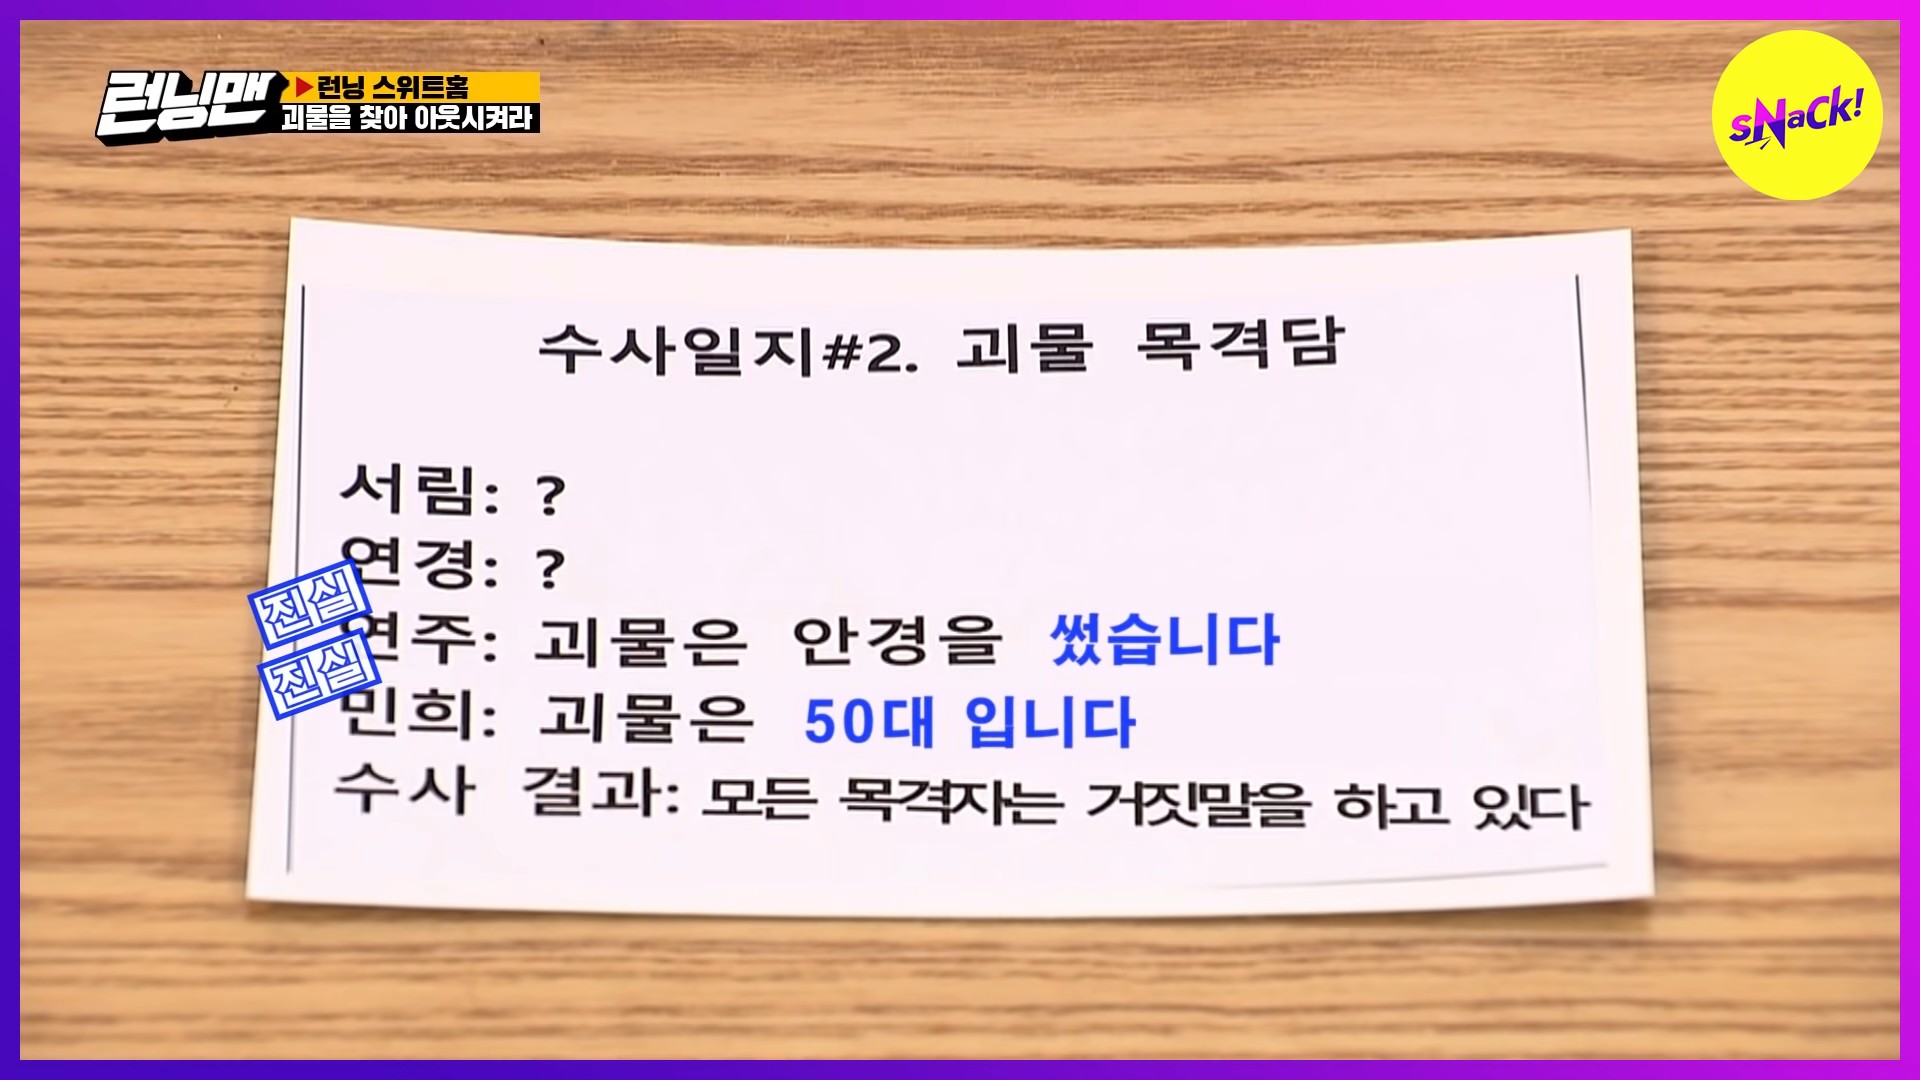 런닝맨
▶런닝 스위트홈
괴물을 찾아 아웃시켜라
sNaCk!
수사일지#2. 괴물 목격담
서림: ?
연경: ?
진실
연주: 괴물은 안경을 썼습니다
진실
민희: 괴물은 50대 입니다
수사 결과: 모든 목격자는 거짓말을 하고 있다